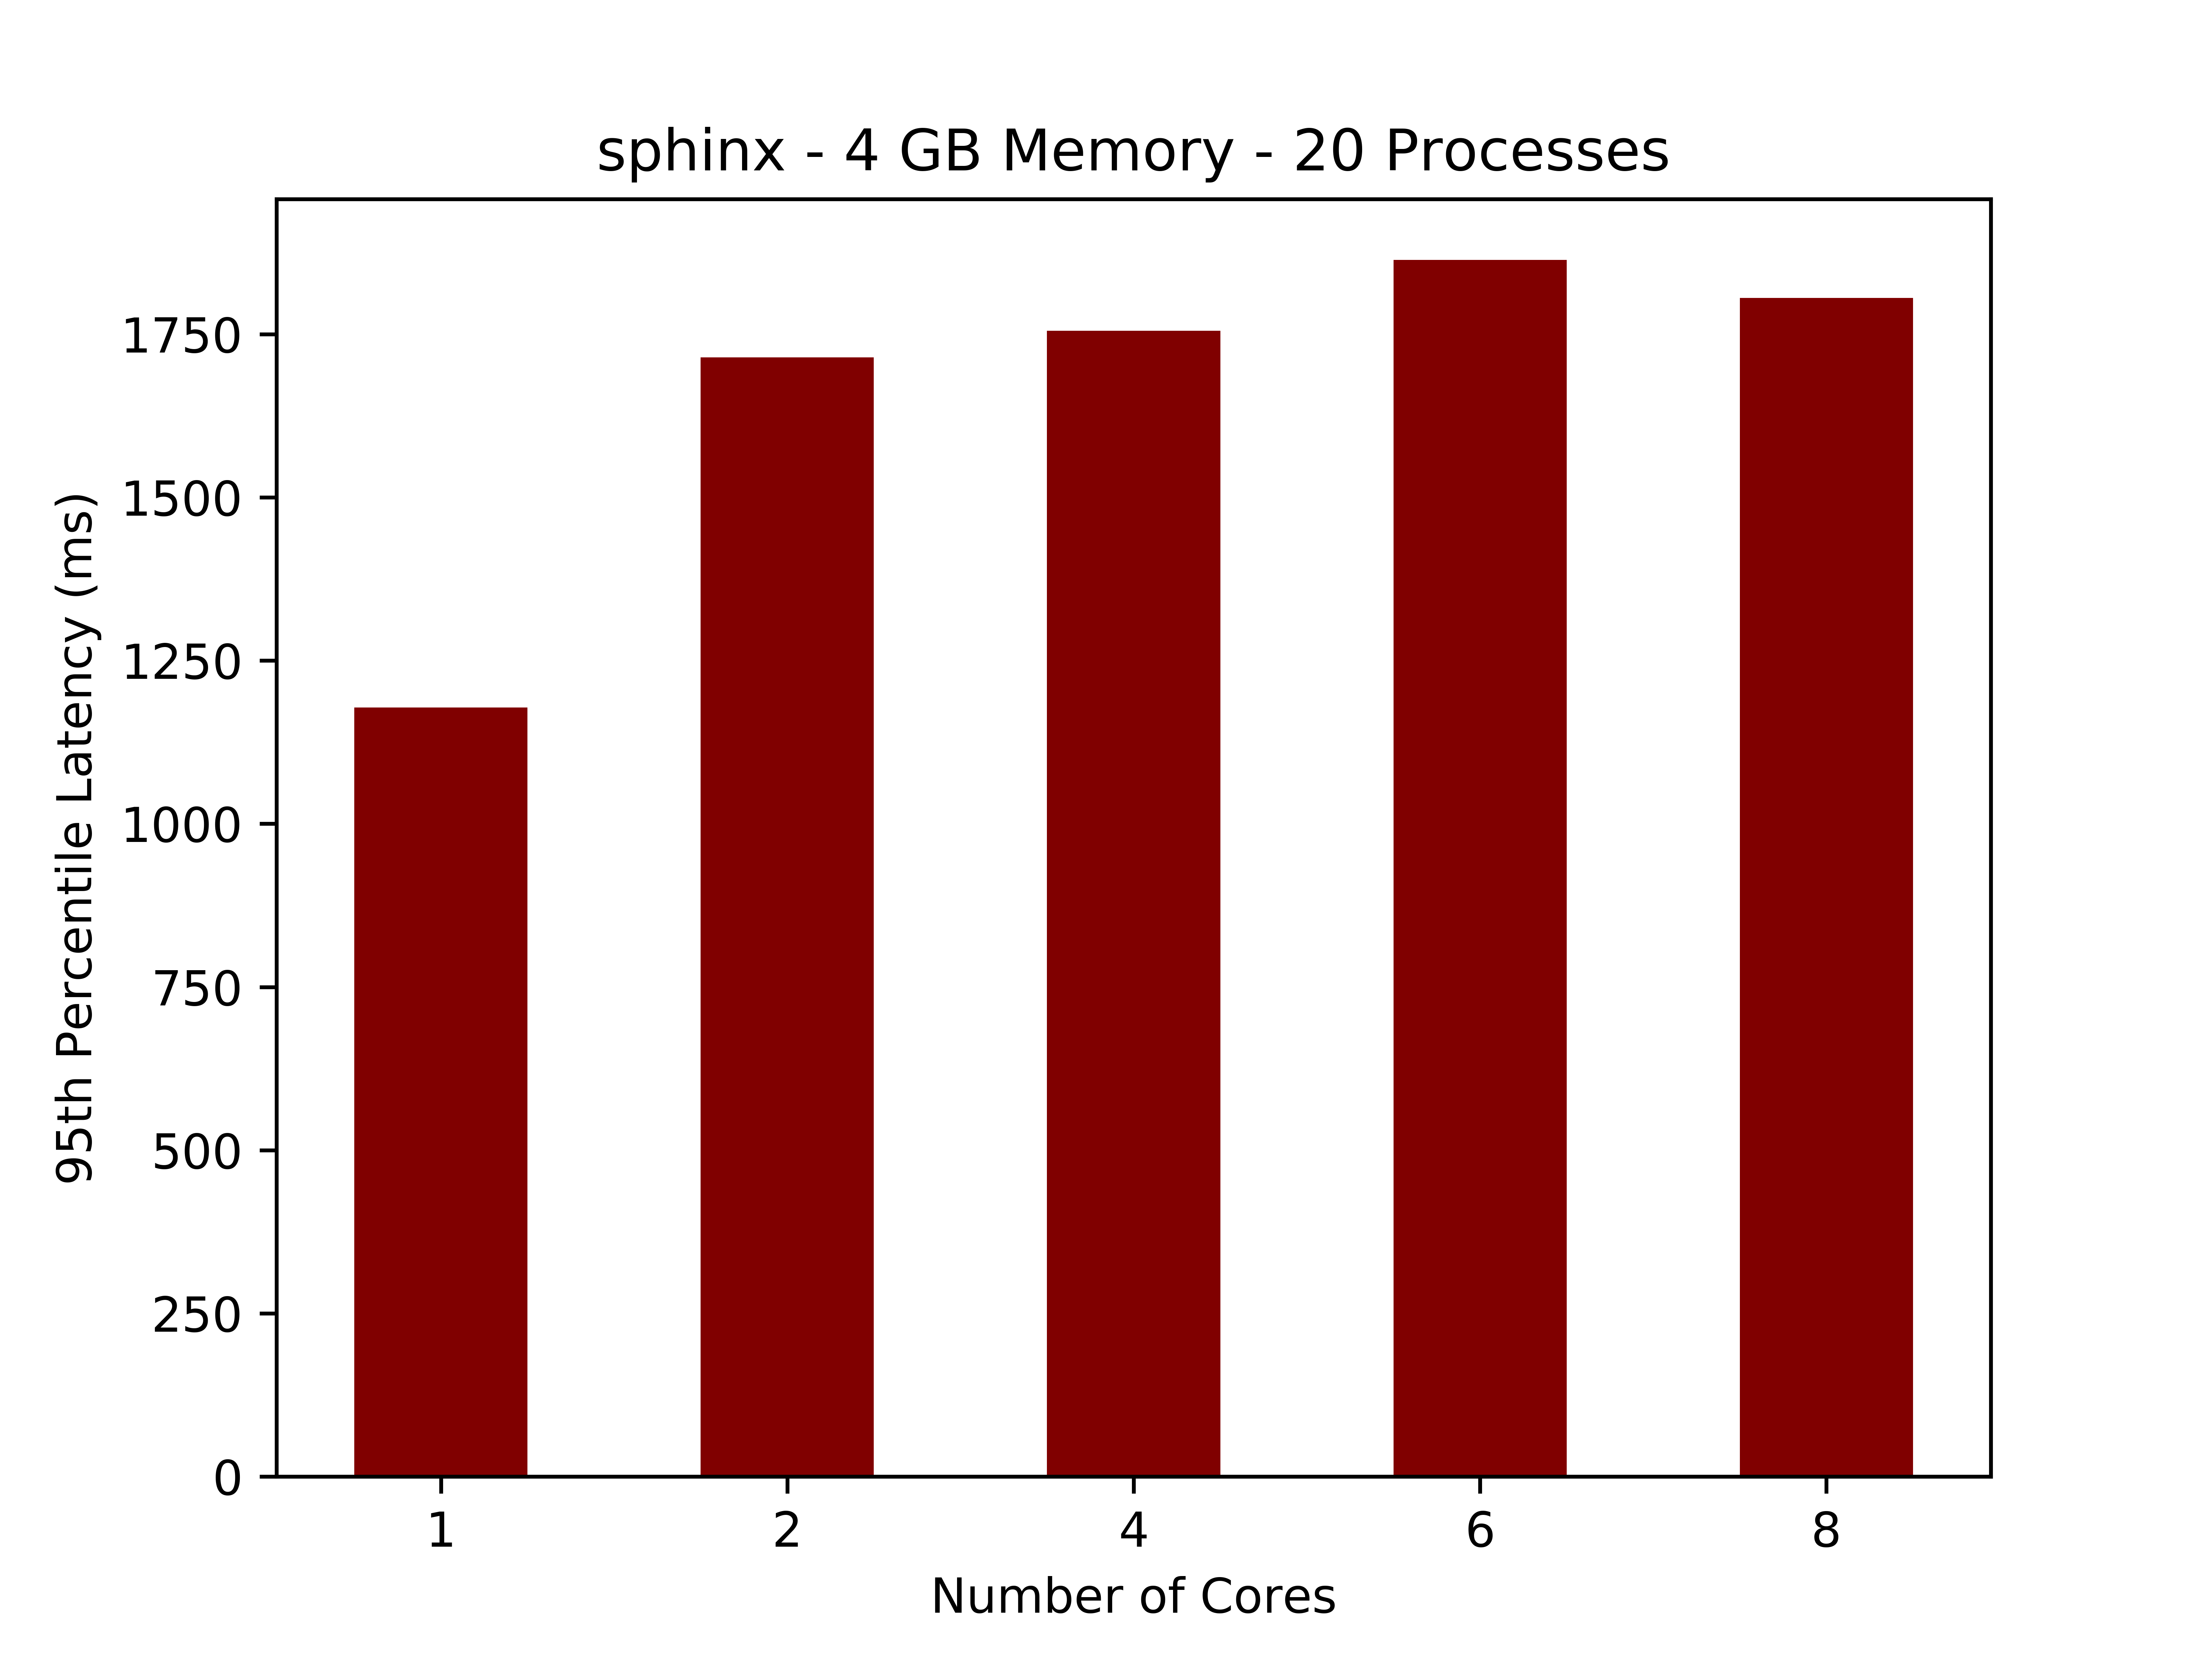 sphinx - 4 GB Memory - 20 Processes
95th Percentile Latency (ms)
1750
1500
1250
1000
750
500
250
0
1 2 4 6 8
Number of Cores